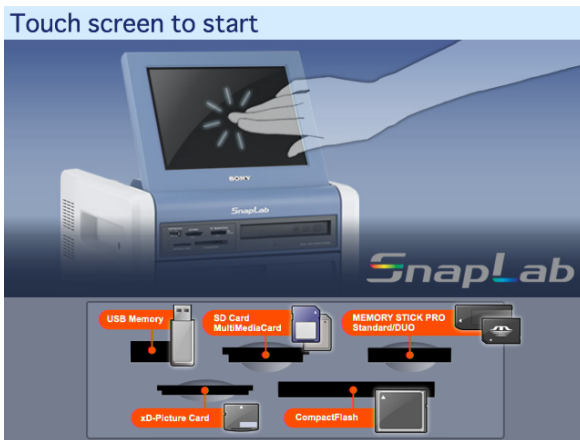 Touch screen to start
SONY
SnapLab
SnapLab
USB Memory
SD Card
MultiMediaCard
MEMORY STICK PRO
Standard/DUO
xD-Picture Card
CompactFlash